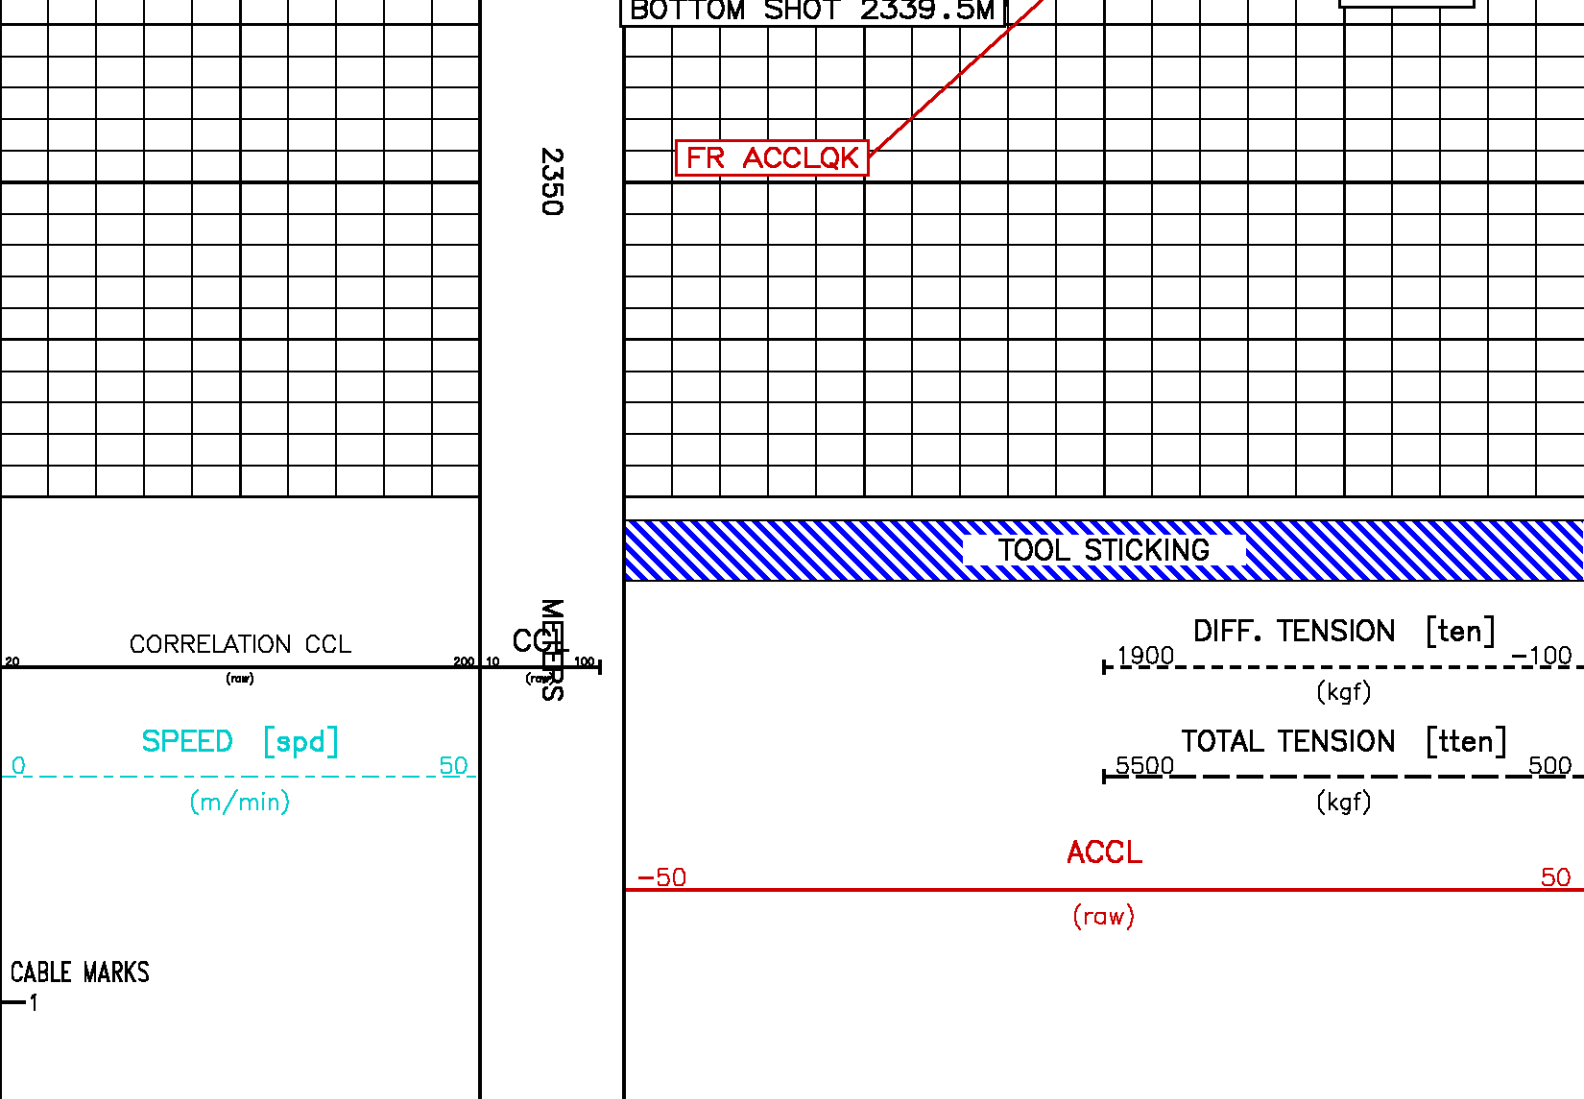 BOTTOM SHOT 2339.5M
FR ACCLQK
2350
TOOL STICKING
METERS
CORRELATION CCL
20 200
(raw)
CCL
10 100
(raw)
DIFF. TENSION [ten]
1900 -100
(kgf)
SPEED [spd]
0 50
(m/min)
TOTAL TENSION [tten]
5500 500
(kgf)
ACCL
-50 50
(raw)
CABLE MARKS
1